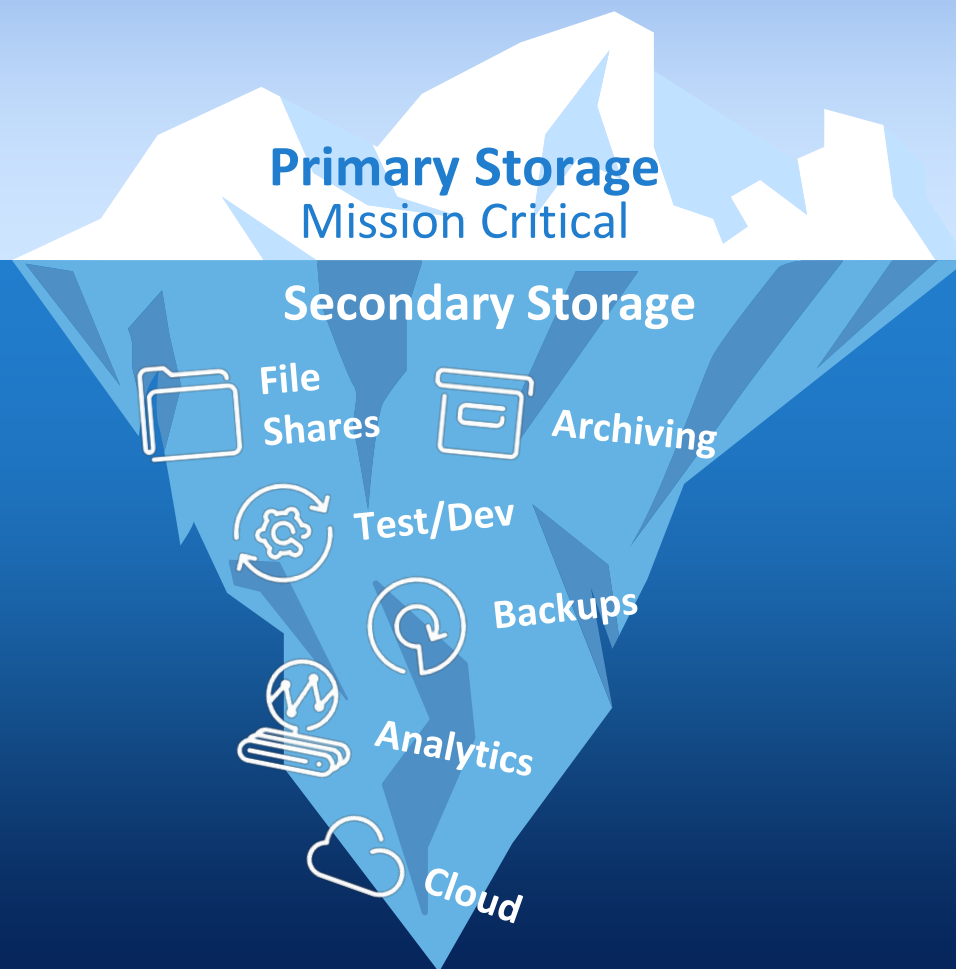 Primary Storage
Mission Critical
Secondary Storage
File
Shares
Archiving
Test/Dev
Backups
Analytics
Cloud